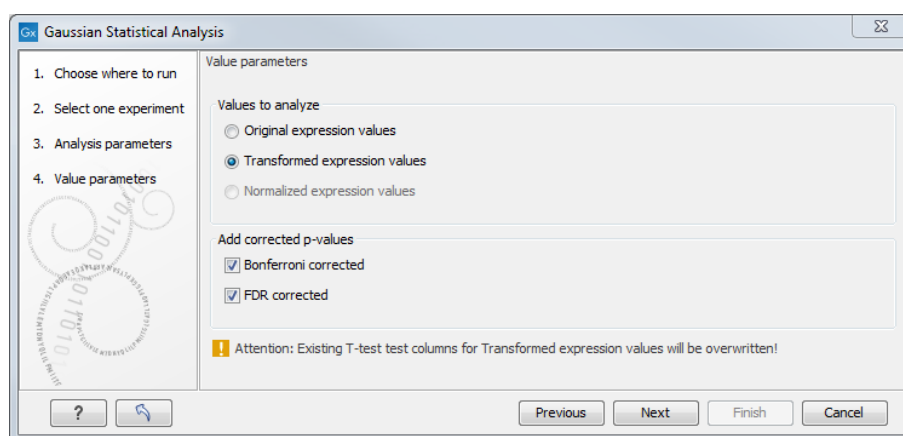 Gx Gaussian Statistical Analysis
1. Choose where to run
2. Select one experiment
3. Analysis parameters
4. Value parameters
Value parameters
Values to analyze
Original expression values
Transformed expression values
Normalized expression values
Add corrected p-values
Bonferroni corrected
FDR corrected
! Attention: Existing T-test test columns for Transformed expression values will be overwritten!
? Previous Next Finish Cancel